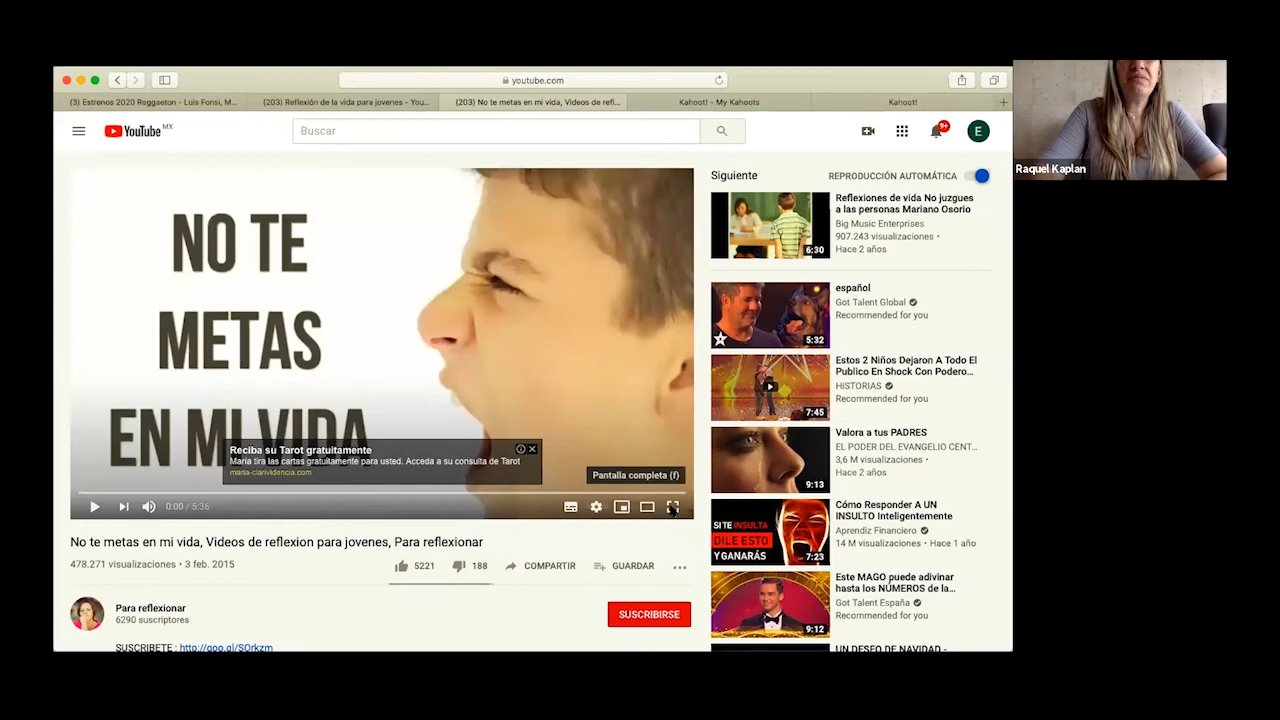 youtube.com
(3) Estrenos 2020 Reggaeton - Luis Fonsi, M...
(203) Reflexión de la vida para jovenes - You...
(203) No te metas en mi vida, Videos de refl...
Kahoot! - My Kahoots
Kahoot!
YouTube MX
Buscar
9+
E
Raquel Kaplan
NO TE
METAS
EN MI VIDA
Reciba su Tarot gratuitamente
María tira las cartas gratuitamente para usted. Acceda a su consulta de Tarot
maria-clarividencia.com
Pantalla completa (f)
0:00 / 5:36
No te metas en mi vida, Videos de reflexion para jovenes, Para reflexionar
478.271 visualizaciones • 3 feb. 2015
5221
188
COMPARTIR
GUARDAR
Para reflexionar
6290 suscriptores
SUSCRIBIRSE
SUSCRIBETE : http://goo.gl/SOrkzm
Siguiente
REPRODUCCIÓN AUTOMÁTICA
Reflexiones de vida No juzgues
a las personas Mariano Osorio
Big Music Enterprises
907.243 visualizaciones •
Hace 2 años
6:30
español
Got Talent Global
Recommended for you
5:32
Estos 2 Niños Dejaron A Todo El
Publico En Shock Con Podero...
HISTORIAS
Recommended for you
7:45
Valora a tus PADRES
EL PODER DEL EVANGELIO CENT...
3,6 M visualizaciones •
Hace 2 años
9:13
SI TE INSULTA
DILE ESTO
Y GANARÁS
7:23
Cómo Responder A UN
INSULTO Inteligentemente
Aprendiz Financiero
14 M visualizaciones • Hace 1 año
Este MAGO puede adivinar
hasta los NÚMEROS de la...
Got Talent España
Recommended for you
9:12
UN DESEO DE NAVIDAD -